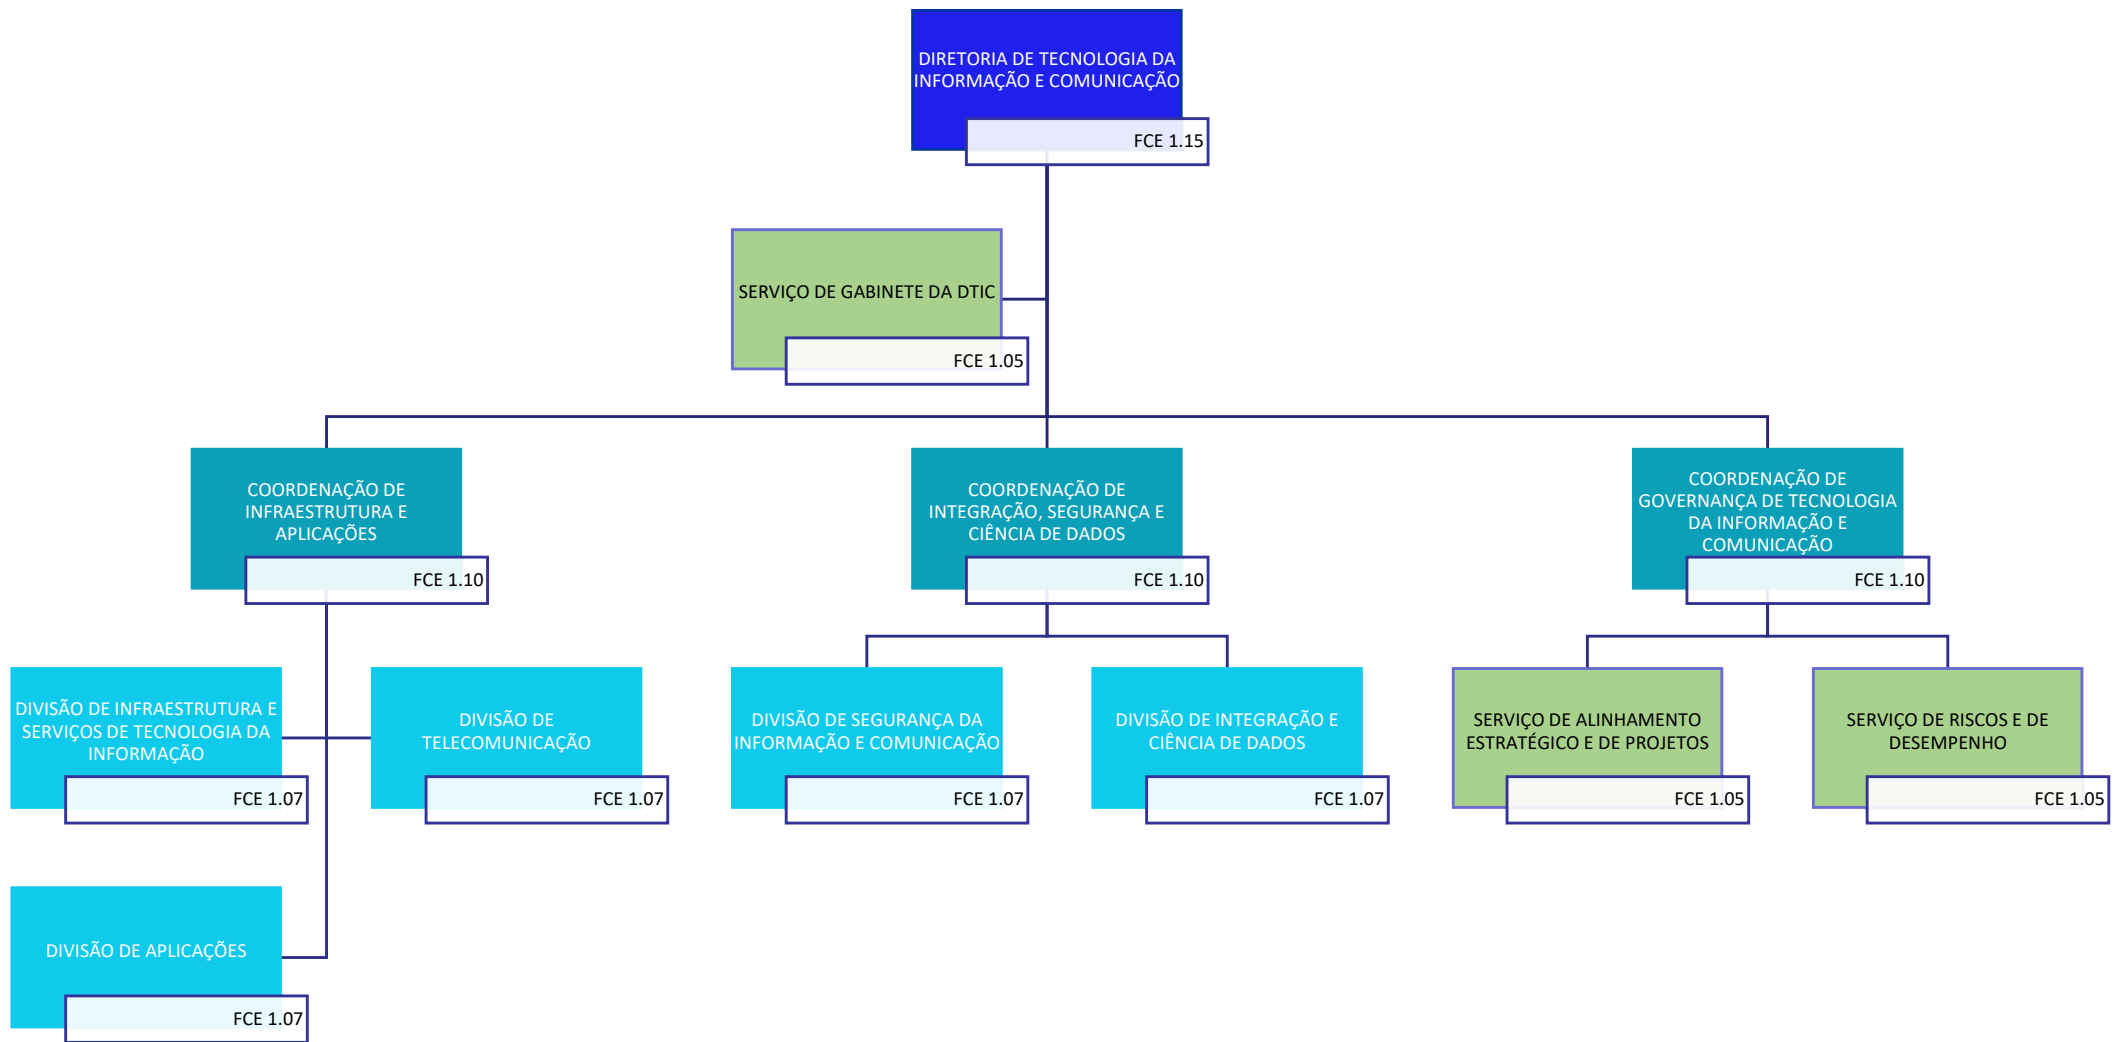 DIRETORIA DE TECNOLOGIA DA
INFORMAÇÃO E COMUNICAÇÃO
FCE 1.15
SERVIÇO DE GABINETE DA DTIC
FCE 1.05
COORDENAÇÃO DE
INFRAESTRUTURA E
APLICAÇÕES
FCE 1.10
COORDENAÇÃO DE
INTEGRAÇÃO, SEGURANÇA E
CIÊNCIA DE DADOS
FCE 1.10
COORDENAÇÃO DE
GOVERNANÇA DE TECNOLOGIA
DA INFORMAÇÃO E
COMUNICAÇÃO
FCE 1.10
DIVISÃO DE INFRAESTRUTURA E
SERVIÇOS DE TECNOLOGIA DA
INFORMAÇÃO
FCE 1.07
DIVISÃO DE
TELECOMUNICAÇÃO
FCE 1.07
DIVISÃO DE SEGURANÇA DA
INFORMAÇÃO E COMUNICAÇÃO
FCE 1.07
DIVISÃO DE INTEGRAÇÃO E
CIÊNCIA DE DADOS
FCE 1.07
SERVIÇO DE ALINHAMENTO
ESTRATÉGICO E DE PROJETOS
FCE 1.05
SERVIÇO DE RISCOS E DE
DESEMPENHO
FCE 1.05
DIVISÃO DE APLICAÇÕES
FCE 1.07